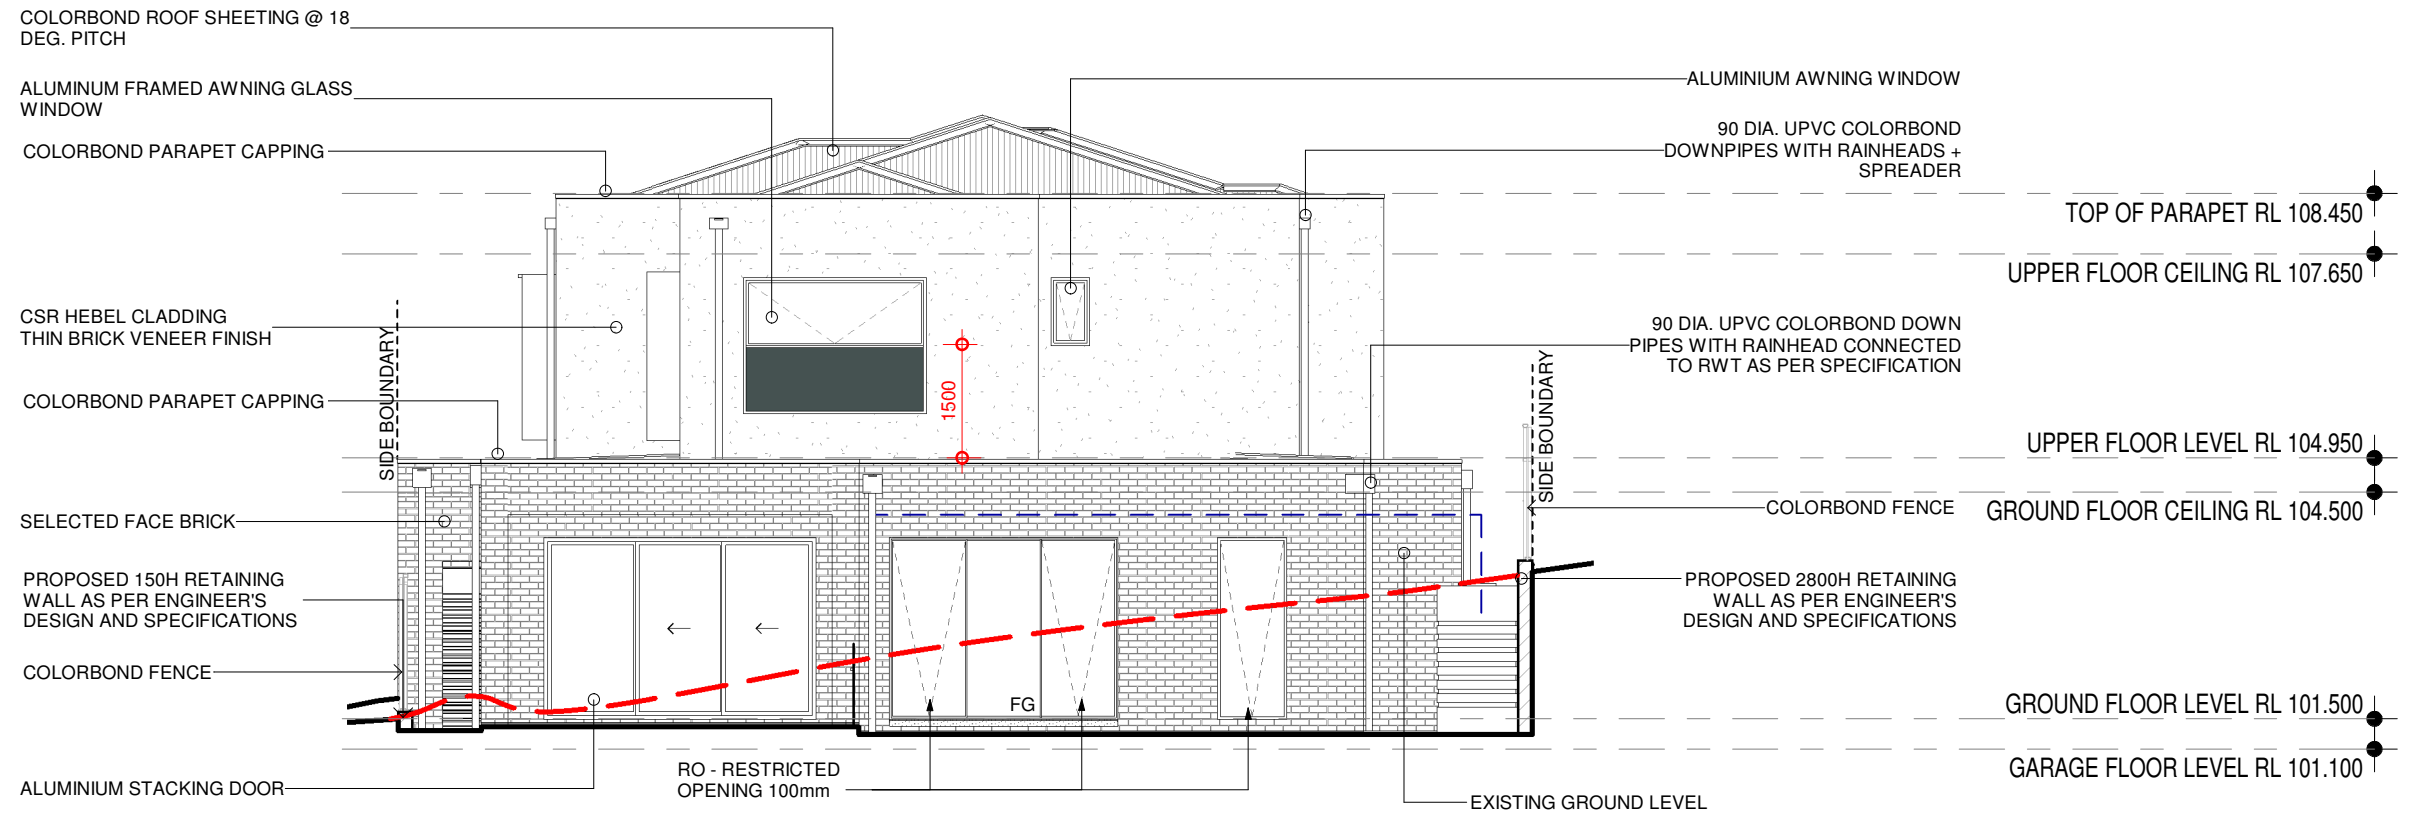 COLORBOND ROOF SHEETING @ 18
DEG. PITCH
ALUMINUM FRAMED AWNING GLASS
WINDOW
COLORBOND PARAPET CAPPING
CSR HEBEL CLADDING
THIN BRICK VENEER FINISH
COLORBOND PARAPET CAPPING
SELECTED FACE BRICK
PROPOSED 150H RETAINING
WALL AS PER ENGINEER'S
DESIGN AND SPECIFICATIONS
COLORBOND FENCE
ALUMINIUM STACKING DOOR
SIDE BOUNDARY
1500
FG
RO - RESTRICTED
OPENING 100mm
SIDE BOUNDARY
ALUMINIUM AWNING WINDOW
90 DIA. UPVC COLORBOND
DOWNPIPES WITH RAINHEADS +
SPREADER
90 DIA. UPVC COLORBOND DOWN
PIPES WITH RAINHEAD CONNECTED
TO RWT AS PER SPECIFICATION
COLORBOND FENCE
PROPOSED 2800H RETAINING
WALL AS PER ENGINEER'S
DESIGN AND SPECIFICATIONS
EXISTING GROUND LEVEL
TOP OF PARAPET RL 108.450
UPPER FLOOR CEILING RL 107.650
UPPER FLOOR LEVEL RL 104.950
GROUND FLOOR CEILING RL 104.500
GROUND FLOOR LEVEL RL 101.500
GARAGE FLOOR LEVEL RL 101.100